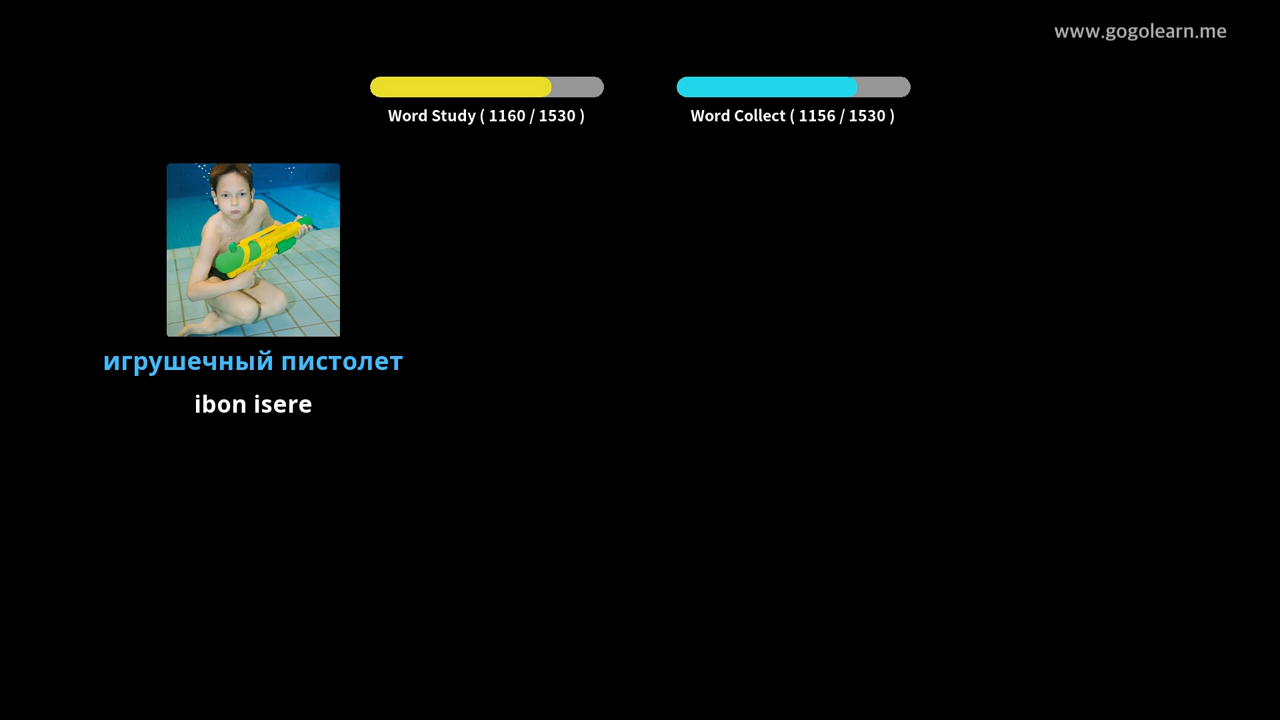 www.gogolearn.me
Word Study ( 1160 / 1530 )
Word Collect ( 1156 / 1530 )
игрушечный пистолет
ibon isere